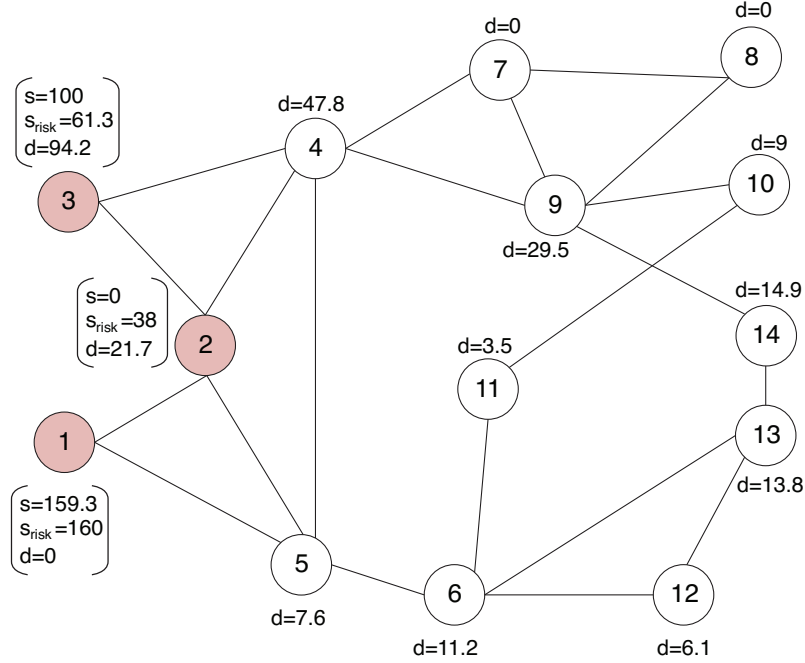 d=0
8
d=0
7
s=100
s_risk=61.3
d=94.2
d=47.8
4
3
d=9
10
9
d=29.5
s=0
s_risk=38
d=21.7
2
d=14.9
14
d=3.5
11
1
13
d=13.8
s=159.3
s_risk=160
d=0
5
d=7.6
6
d=11.2
12
d=6.1